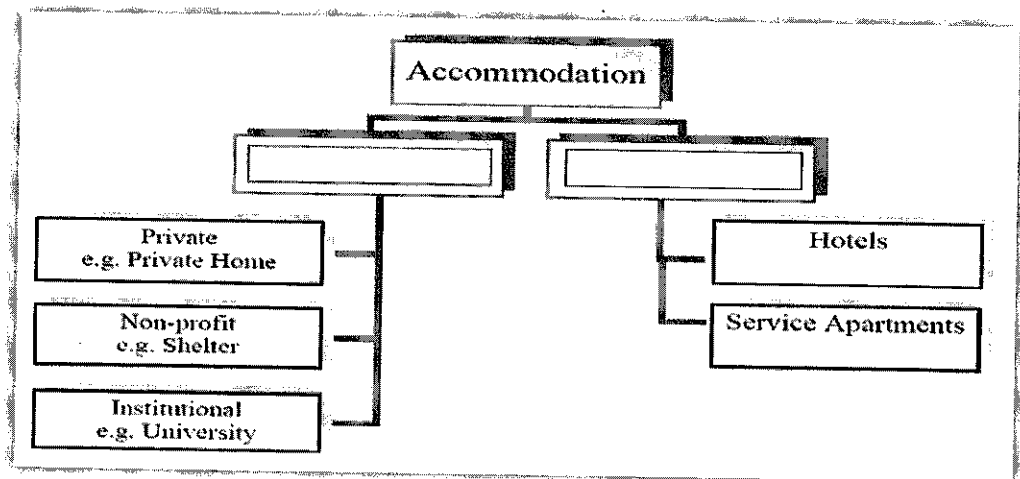 Accommodation
Private
e.g. Private Home
Non-profit
e.g. Shelter
Institutional
e.g. University
Hotels
Service Apartments